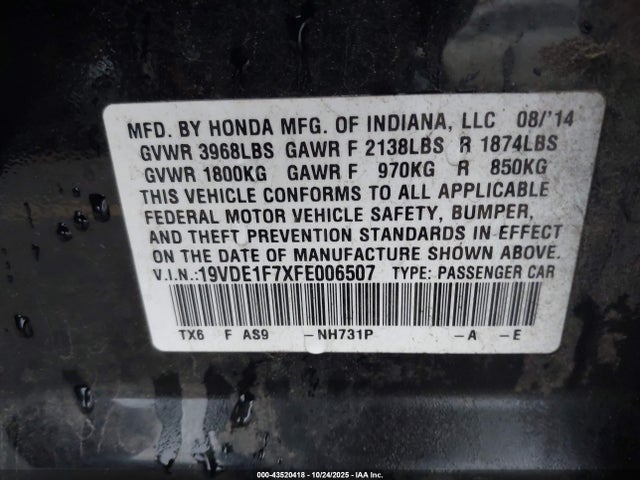 MFD. BY HONDA MFG. OF INDIANA, LLC 08/'14
GVWR 3968LBS GAWR F 2138LBS R 1874LBS
GVWR 1800KG GAWR F 970KG R 850KG
THIS VEHICLE CONFORMS TO ALL APPLICABLE
FEDERAL MOTOR VEHICLE SAFETY, BUMPER,
AND THEFT PREVENTION STANDARDS IN EFFECT
ON THE DATE OF MANUFACTURE SHOWN ABOVE.
V.I.N.: 19VDE1F7XFE006507 TYPE: PASSENGER CAR
TX6 F AS9 –NH731P –A –E
000-43520418 - 10/24/2025 - IAA Inc.